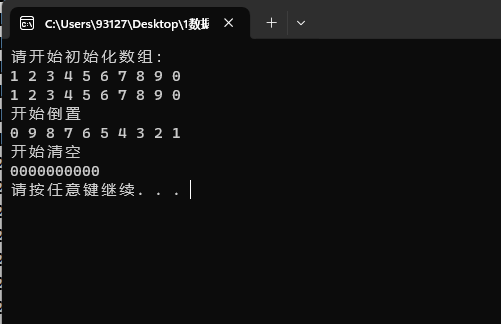 C:\Users\93127\Desktop\1数据
请开始初始化数组:
1 2 3 4 5 6 7 8 9 0
1 2 3 4 5 6 7 8 9 0
开始倒置
0 9 8 7 6 5 4 3 2 1
开始清空
0000000000
请按任意键继续. . .